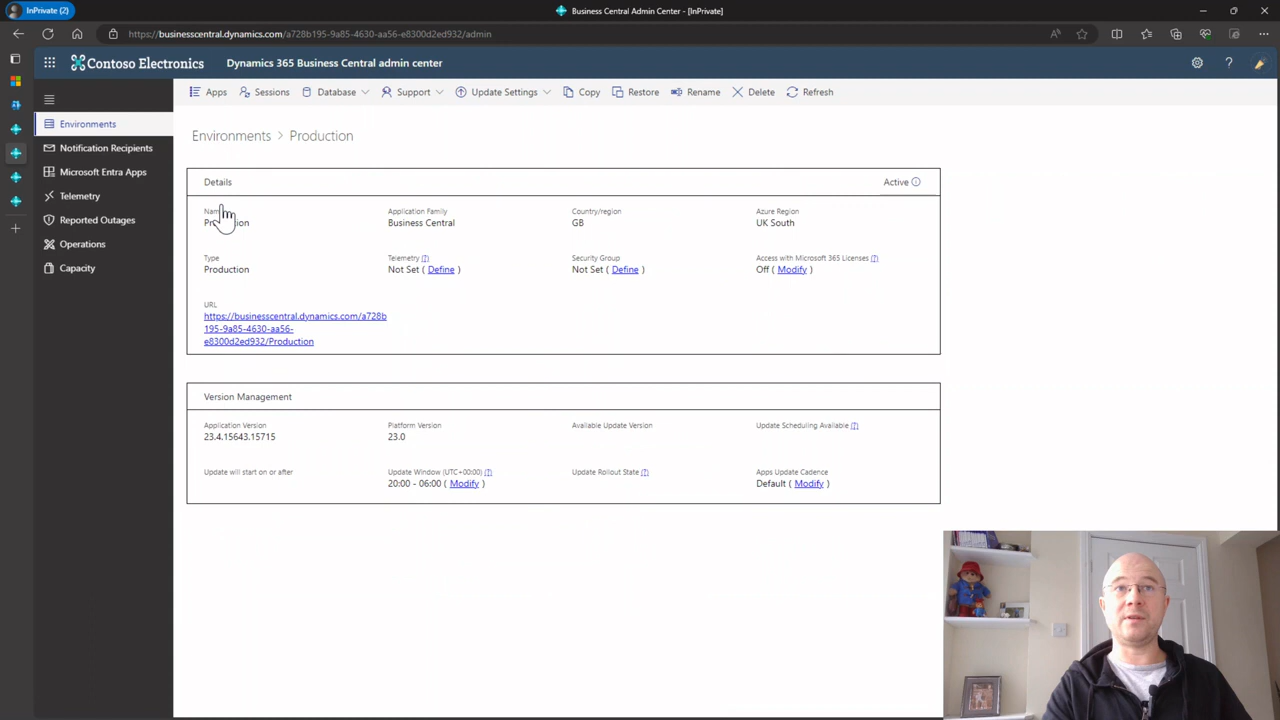 InPrivate (2)
Business Central Admin Center - [InPrivate]
https://businesscentral.dynamics.com/a728b195-9a85-4630-aa56-e8300d2ed932/admin
Contoso Electronics
Dynamics 365 Business Central admin center
Apps
Sessions
Database
Support
Update Settings
Copy
Restore
Rename
Delete
Refresh
Environments
Notification Recipients
Microsoft Entra Apps
Telemetry
Reported Outages
Operations
Capacity
Environments > Production
Details
Active
Application Family
Business Central
Country/region
GB
Azure Region
UK South
Type
Production
Telemetry (?)
Not Set ( Define )
Security Group
Not Set ( Define )
Access with Microsoft 365 Licenses (?)
Off ( Modify )
URL
https://businesscentral.dynamics.com/a728b
195-9a85-4630-aa56-
e8300d2ed932/Production
Version Management
Application Version
23.4.15643.15715
Platform Version
23.0
Available Update Version
Update Scheduling Available (?)
Update will start on or after
Update Window (UTC+00:00) (?)
20:00 - 06:00 ( Modify )
Update Rollout State (?)
Apps Update Cadence
Default ( Modify )